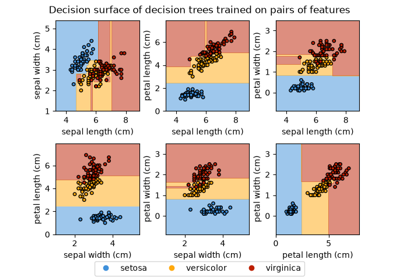 Decision surface of decision trees trained on pairs of features
sepal width (cm)
5
4
3
2
1
4 6 8
sepal length (cm)
petal length (cm)
6
4
2
0
4 6 8
sepal length (cm)
petal width (cm)
3
2
1
0
4 6 8
sepal length (cm)
petal length (cm)
6
4
2
0
2 4
sepal width (cm)
petal width (cm)
3
2
1
0
2 4
sepal width (cm)
petal width (cm)
3
2
1
0
0 5
petal length (cm)
setosa versicolor virginica